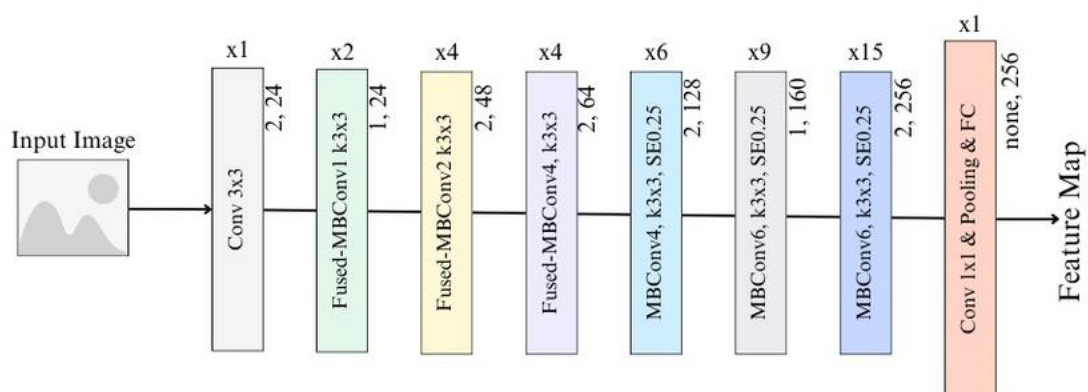 Input Image
x1
Conv 3x3
2, 24
x2
Fused-MBConv1 k3x3
1, 24
x4
Fused-MBConv2 k3x3
2, 48
x4
Fused-MBConv4, k3x3
2, 64
x6
MBConv4, k3x3, SE0.25
2, 128
x9
MBConv6, k3x3, SE0.25
1, 160
x15
MBConv6, k3x3, SE0.25
2, 256
x1
Conv 1x1 & Pooling & FC
none, 256
Feature Map